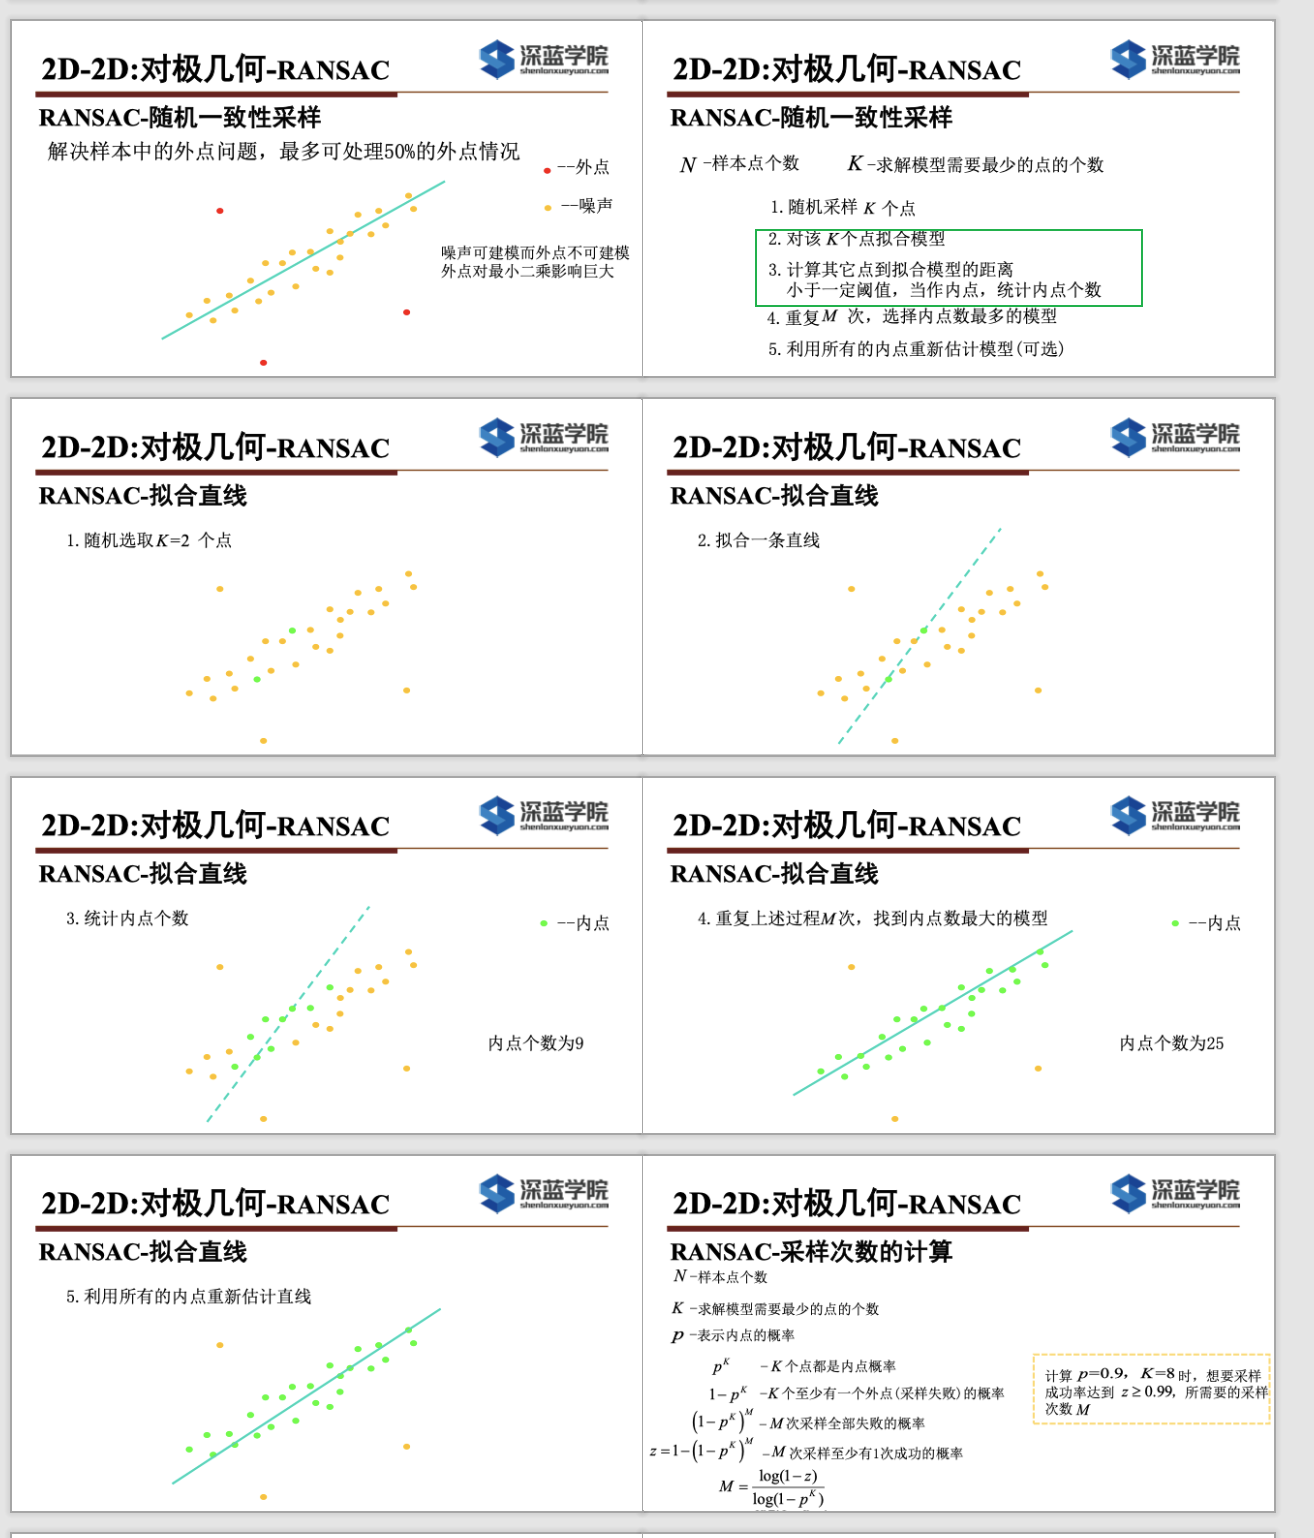 2D-2D:对极几何-RANSAC
深蓝学院
shenlanxueyuan.com
RANSAC-随机一致性采样
解决样本中的外点问题，最多可处理50%的外点情况
--外点
--噪声
噪声可建模而外点不可建模
外点对最小二乘影响巨大
2D-2D:对极几何-RANSAC
深蓝学院
shenlanxueyuan.com
RANSAC-随机一致性采样
N -样本点个数 K -求解模型需要最少的点的个数
1. 随机采样 K 个点
2. 对该 K个点拟合模型
3. 计算其它点到拟合模型的距离
小于一定阈值，当作内点，统计内点个数
4. 重复M 次，选择内点数最多的模型
5. 利用所有的内点重新估计模型(可选)
2D-2D:对极几何-RANSAC
深蓝学院
shenlanxueyuan.com
RANSAC-拟合直线
1. 随机选取K=2 个点
2D-2D:对极几何-RANSAC
深蓝学院
shenlanxueyuan.com
RANSAC-拟合直线
2. 拟合一条直线
2D-2D:对极几何-RANSAC
深蓝学院
shenlanxueyuan.com
RANSAC-拟合直线
3. 统计内点个数
--内点
内点个数为9
2D-2D:对极几何-RANSAC
深蓝学院
shenlanxueyuan.com
RANSAC-拟合直线
4. 重复上述过程M次，找到内点数最大的模型
--内点
内点个数为25
2D-2D:对极几何-RANSAC
深蓝学院
shenlanxueyuan.com
RANSAC-拟合直线
5. 利用所有的内点重新估计直线
2D-2D:对极几何-RANSAC
深蓝学院
shenlanxueyuan.com
RANSAC-采样次数的计算
N -样本点个数
K -求解模型需要最少的点的个数
p -表示内点的概率
p^K -K个点都是内点概率
1-p^K -K个至少有一个外点(采样失败)的概率
(1-p^K)^M -M次采样全部失败的概率
z=1-(1-p^K)^M -M次采样至少有1次成功的概率
M = log(1-z) / log(1-p^K)
计算 p=0.9, K=8时，想要采样
成功率达到 z≥0.99，所需要的采样
次数M